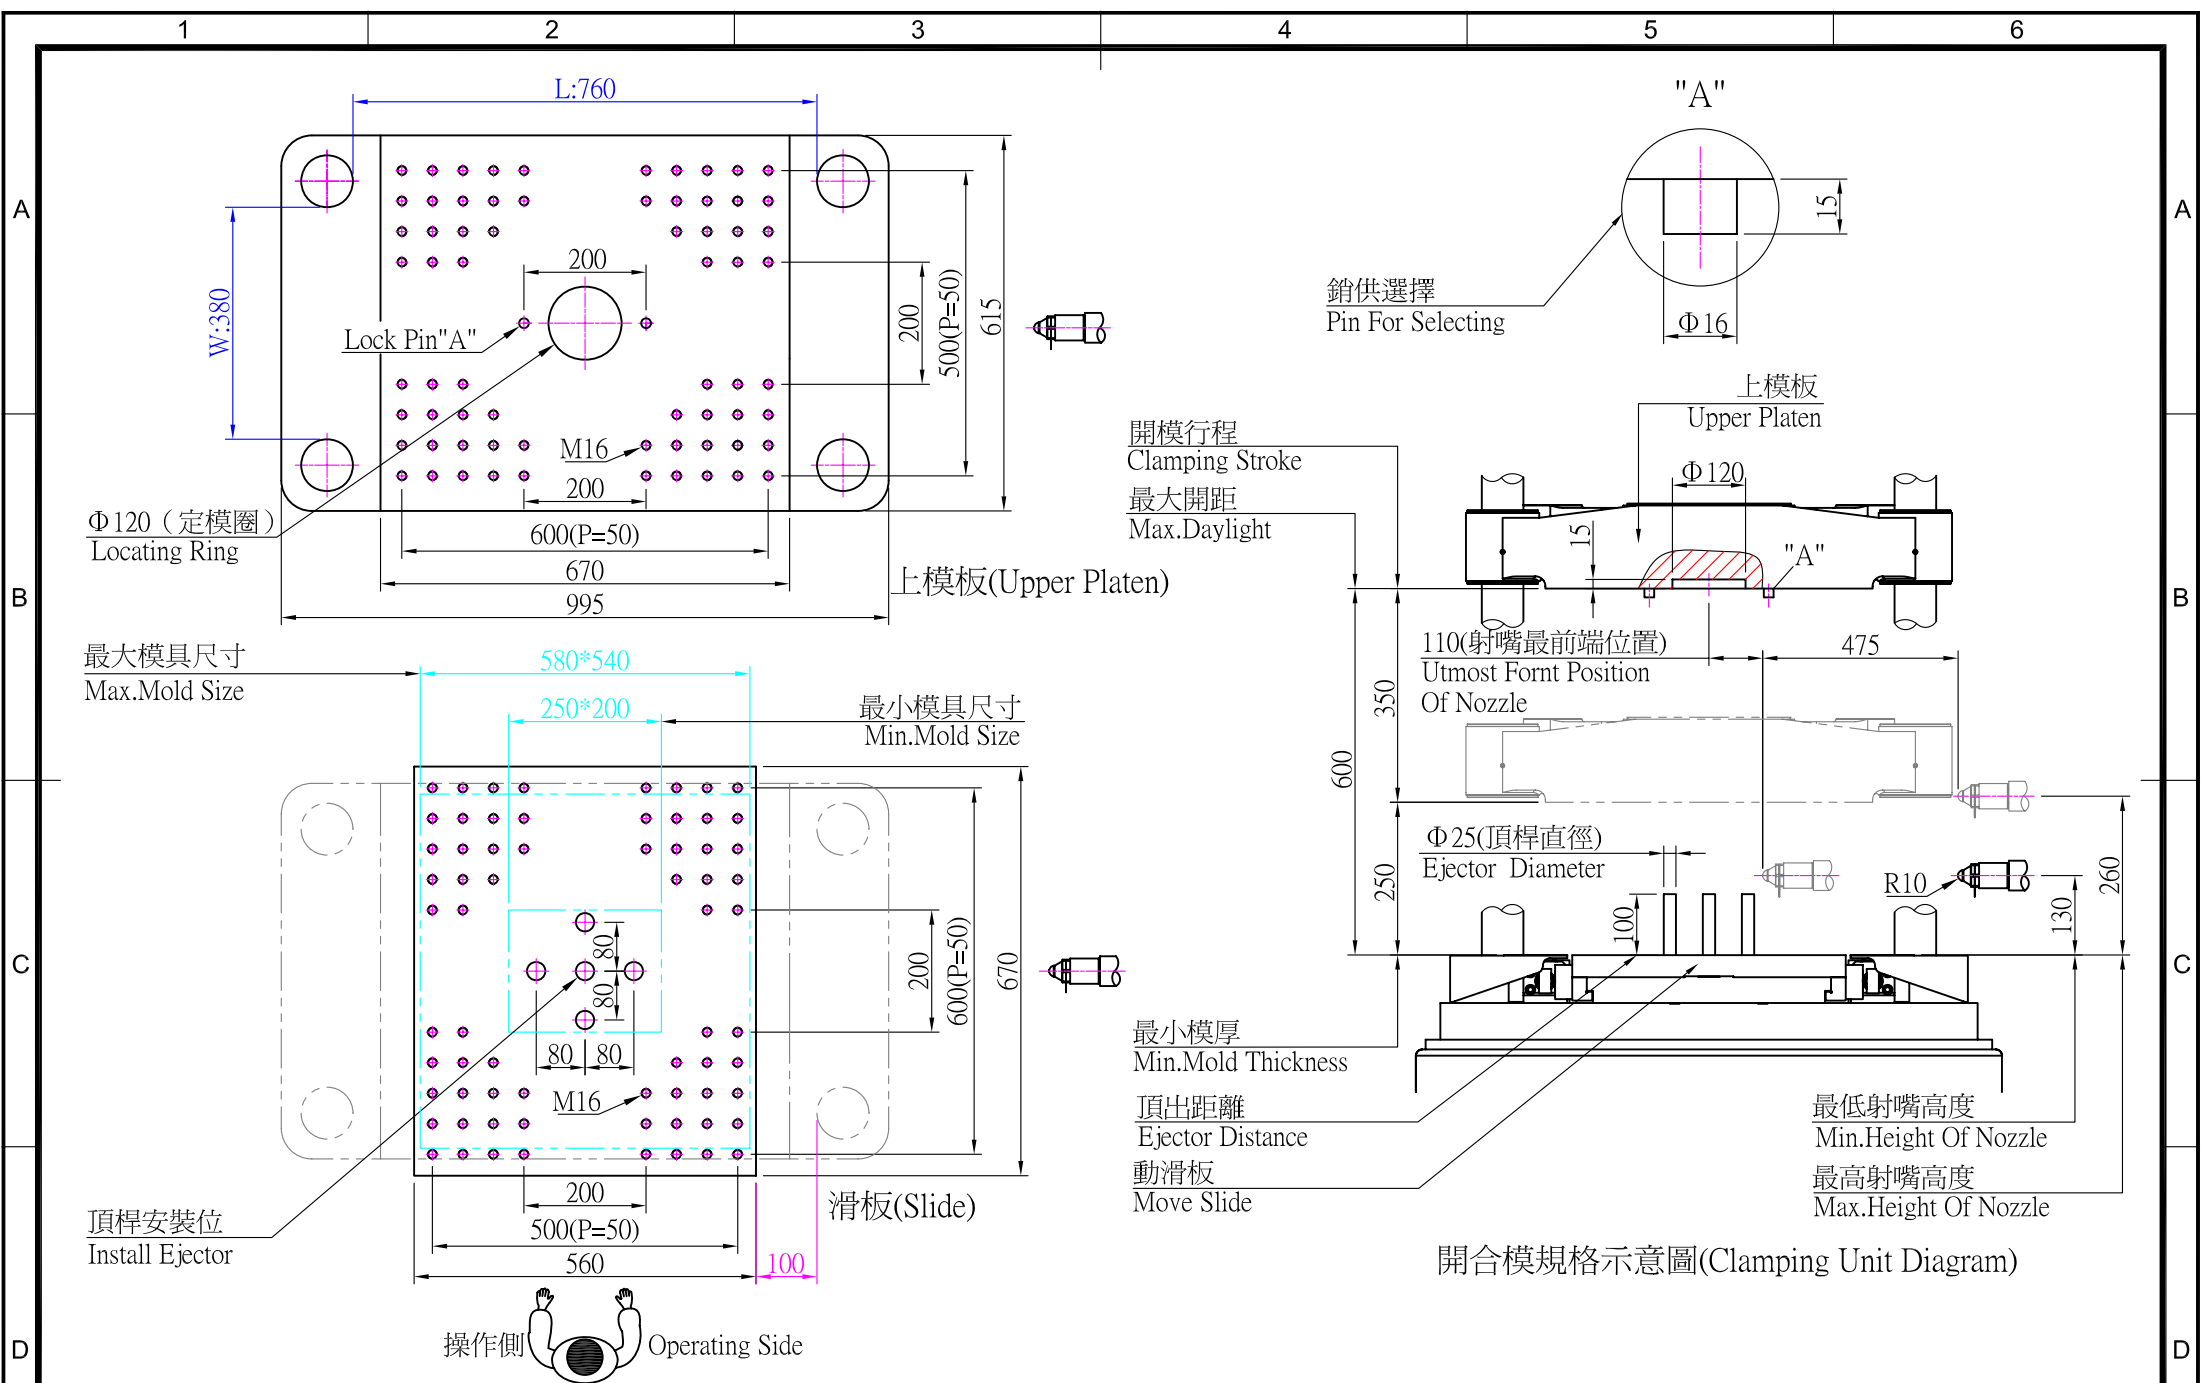 1
2
3
4
5
6
A
B
C
D
A
B
C
D
L:760
W:380
200
Lock Pin"A"
200
500(P=50)
615
M16
200
Φ120（定模圈）
Locating Ring
600(P=50)
670
995
上模板(Upper Platen)
最大模具尺寸
Max.Mold Size
580*540
250*200
最小模具尺寸
Min.Mold Size
80
80
80
80
200
600(P=50)
670
M16
200
500(P=50)
560
100
滑板(Slide)
頂桿安裝位
Install Ejector
操作側
Operating Side
"A"
15
Φ16
銷供選擇
Pin For Selecting
上模板
Upper Platen
開模行程
Clamping Stroke
最大開距
Max.Daylight
Φ120
15
"A"
110(射嘴最前端位置)
Utmost Fornt Position
Of Nozzle
475
350
600
250
Φ25(頂桿直徑)
Ejector Diameter
100
R10
130
260
最小模厚
Min.Mold Thickness
頂出距離
Ejector Distance
動滑板
Move Slide
最低射嘴高度
Min.Height Of Nozzle
最高射嘴高度
Max.Height Of Nozzle
開合模規格示意圖(Clamping Unit Diagram)